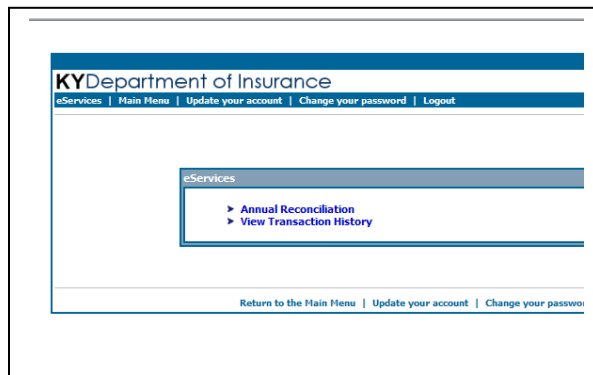 KYDepartment of Insurance
eServices | Main Menu | Update your account | Change your password | Logout
eServices
➤ Annual Reconciliation
➤ View Transaction History
Return to the Main Menu | Update your account | Change your passwo